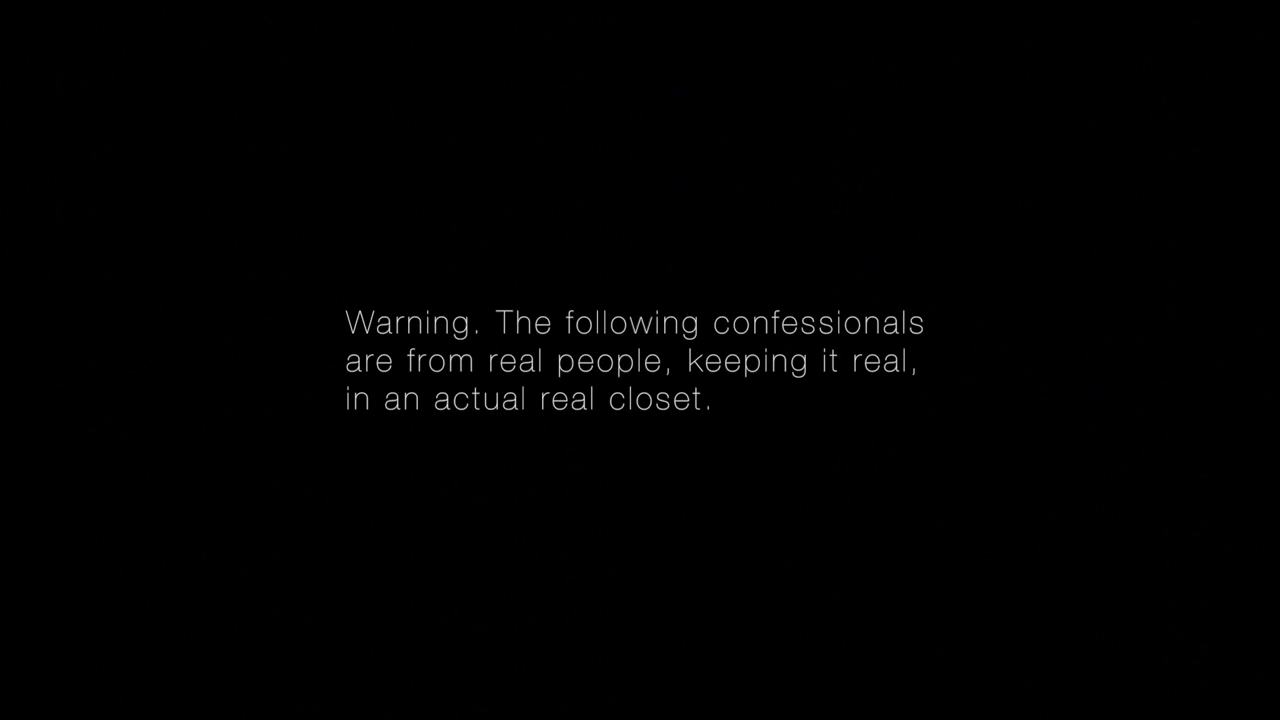 Warning. The following confessionals
are from real people, keeping it real,
in an actual real closet.